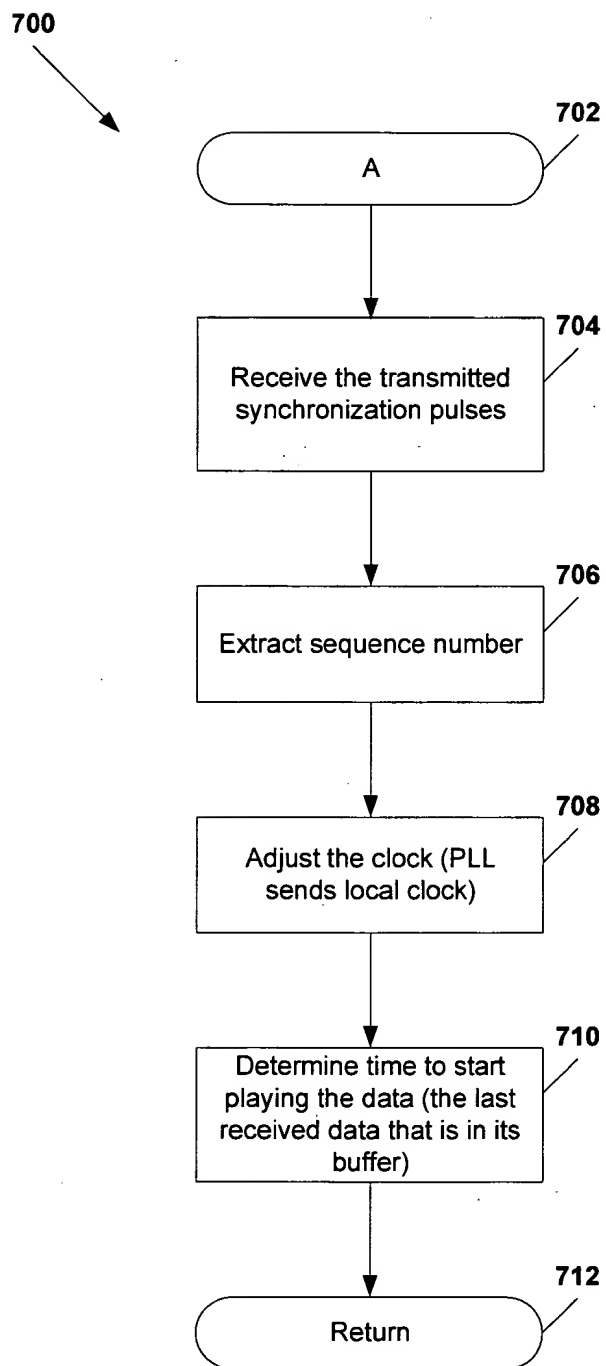 700
702
A
704
Receive the transmitted
synchronization pulses
706
Extract sequence number
708
Adjust the clock (PLL
sends local clock)
710
Determine time to start
playing the data (the last
received data that is in its
buffer)
712
Return